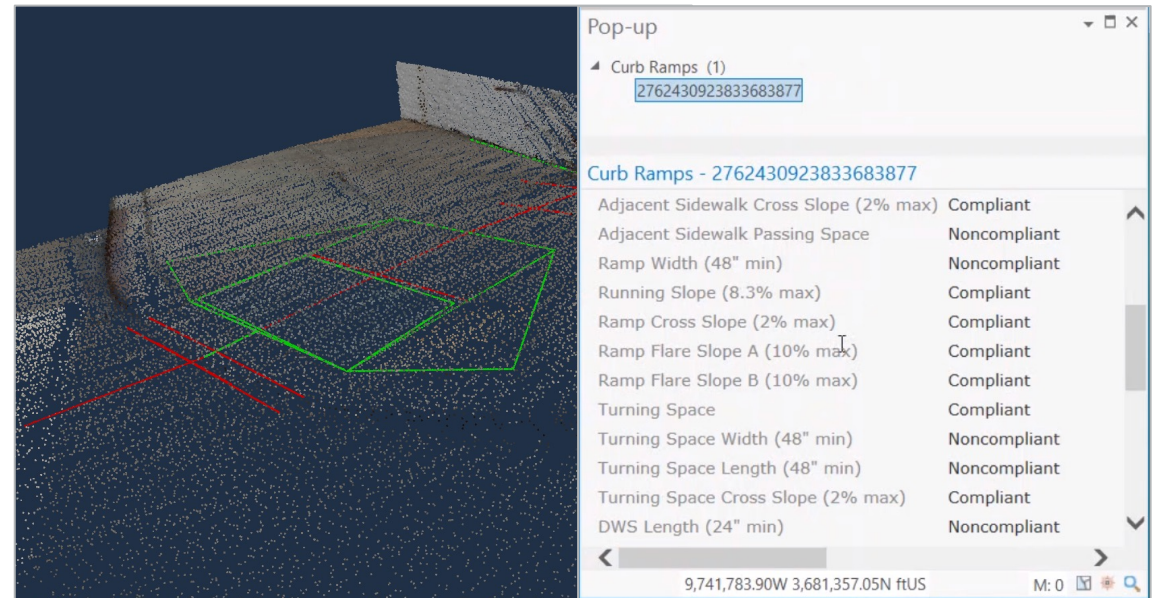 Pop-up
Curb Ramps (1)
2762430923833683877
Curb Ramps - 2762430923833683877
Adjacent Sidewalk Cross Slope (2% max) Compliant
Adjacent Sidewalk Passing Space Noncompliant
Ramp Width (48" min) Noncompliant
Running Slope (8.3% max) Compliant
Ramp Cross Slope (2% max) Compliant
Ramp Flare Slope A (10% max) Compliant
Ramp Flare Slope B (10% max) Compliant
Turning Space Compliant
Turning Space Width (48" min) Noncompliant
Turning Space Length (48" min) Noncompliant
Turning Space Cross Slope (2% max) Compliant
DWS Length (24" min) Noncompliant
9,741,783.90W 3,681,357.05N ftUS M: 0